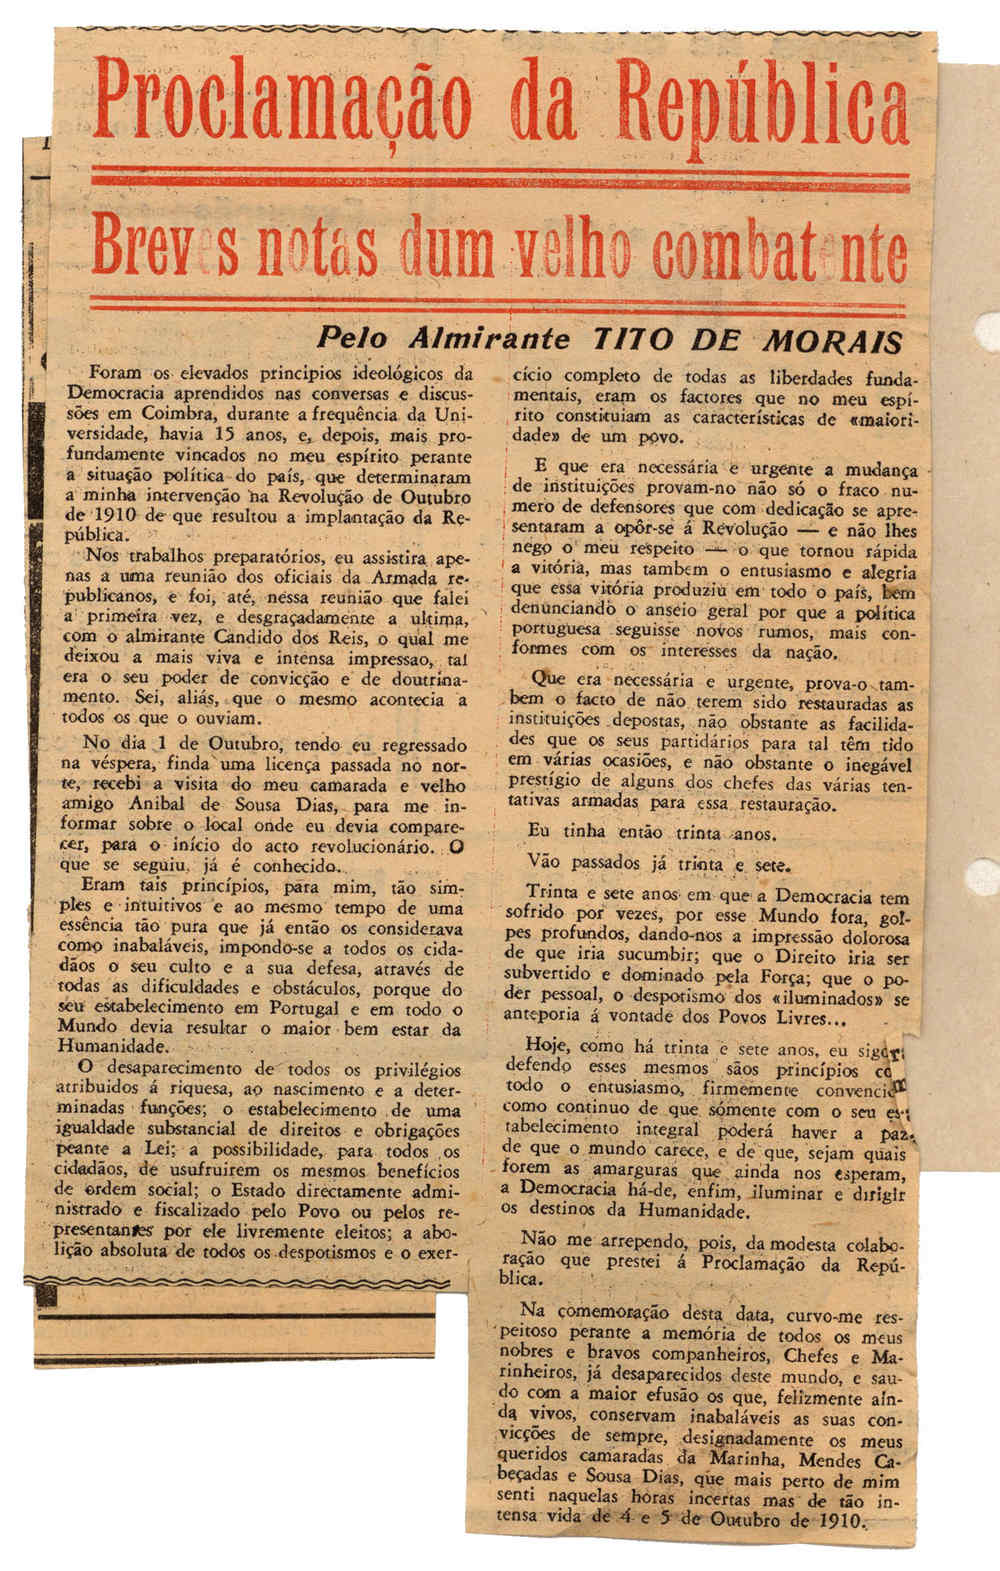 Proclamação da República
Breves notas dum velho combatente
Pelo Almirante TITO DE MORAIS
Foram os elevados principios ideológicos da
Democracia aprendidos nas conversas e discus-
sões em Coimbra, durante a frequência da Uni-
versidade, havia 15 anos, e, depois, mais pro-
fundamente vincados no meu espírito perante
a situação política do país, que determinaram
a minha intervenção na Revolução de Outubro
de 1910 de que resultou a implantação da Re-
pública.
Nos trabalhos preparatórios, eu assistira ape-
nas a uma reunião dos oficiais da Armada re-
publicanos, e foi, até, nessa reunião que falei
a primeira vez, e desgraçadamente a ultima,
com o almirante Candido dos Reis, o qual me
deixou a mais viva e intensa impressao, tal
era o seu poder de convicção e de doutrina-
mento. Sei, aliás, que o mesmo acontecia a
todos os que o ouviam.
No dia 1 de Outubro, tendo eu regressado
na véspera, finda uma licença passada no nor-
te, recebi a visita do meu camarada e velho
amigo Anibal de Sousa Dias, para me in-
formar sobre o local onde eu devia compare-
cer, para o início do acto revolucionário. O
que se seguiu, já é conhecido.
Eram tais princípios, para mim, tão sim-
ples e intuitivos e ao mesmo tempo de uma
essência tão pura que já então os considerava
como inabaláveis, impondo-se a todos os cida-
dãos o seu culto e a sua defesa, através de
todas as dificuldades e obstáculos, porque do
seu estabelecimento em Portugal e em todo o
Mundo devia resultar o maior bem estar da
Humanidade.
O desaparecimento de todos os privilégios
atribuidos á riquesa, ao nascimento e a deter-
minadas funções; o estabelecimento de uma
igualdade substancial de direitos e obrigações
peante a Lei; a possibilidade, para todos os
cidadãos, de usufruirem os mesmos benefícios
de ordem social; o Estado directamente admi-
nistrado e fiscalizado pelo Povo ou pelos re-
presentantes por ele livremente eleitos; a abo-
lição absoluta de todos os despotismos e o exer-
cício completo de todas as liberdades funda-
mentais, eram os factores que no meu espí-
rito constituiam as características de «maiori-
dade» de um povo.
E que era necessária e urgente a mudança
de instituições provam-no não só o fraco nu-
mero de defensores que com dedicação se apre-
sentaram a opôr-se á Revolução — e não lhes
nego o meu respeito — o que tornou rápida
a vitória, mas tambem o entusiasmo e alegria
que essa vitória produziu em todo o país, bem
denunciando o anseio geral por que a política
portuguesa seguisse novos rumos, mais con-
formes com os interesses da nação.
Que era necessária e urgente, prova-o tam-
bem o facto de não terem sido restauradas as
instituições depostas, não obstante as facilida-
des que os seus partidários para tal têm tido
em várias ocasiões, e não obstante o inegável
prestígio de alguns dos chefes das várias ten-
tativas armadas para essa restauração.
Eu tinha então trinta anos.
Vão passados já trinta e sete.
Trinta e sete anos em que a Democracia tem
sofrido por vezes, por esse Mundo fora, gol-
pes profundos, dando-nos a impressão dolorosa
de que iria sucumbir; que o Direito iria ser
subvertido e dominado pela Força; que o po-
der pessoal, o despotismo dos «iluminados» se
anteporia á vontade dos Povos Livres...
Hoje, como há trinta e sete anos, eu sigo,
defendo esses mesmos sãos princípios
todo o entusiasmo, firmemente
como continuo de que sòmente com o seu es-
tabelecimento integral poderá haver a paz
de que o mundo carece, e de que, sejam quais
forem as amarguras que ainda nos esperam,
a Democracia há-de, enfim, iluminar e dirigir
os destinos da Humanidade.
Não me arrependo, pois, da modesta colabo-
ração que prestei á Proclamação da Repú-
blica.
Na comemoração desta data, curvo-me res-
peitoso perante a memória de todos os meus
nobres e bravos companheiros, Chefes e Ma-
rinheiros, já desaparecidos deste mundo, e sau-
do com a maior efusão os que, felizmente ain-
da vivos, conservam inabaláveis as suas con-
vicções de sempre, designadamente os meus
queridos camaradas da Marinha, Mendes Ca-
beçadas e Sousa Dias, que mais perto de mim
senti naquelas horas incertas mas de tão in-
tensa vida de 4 e 5 de Outubro de 1910.